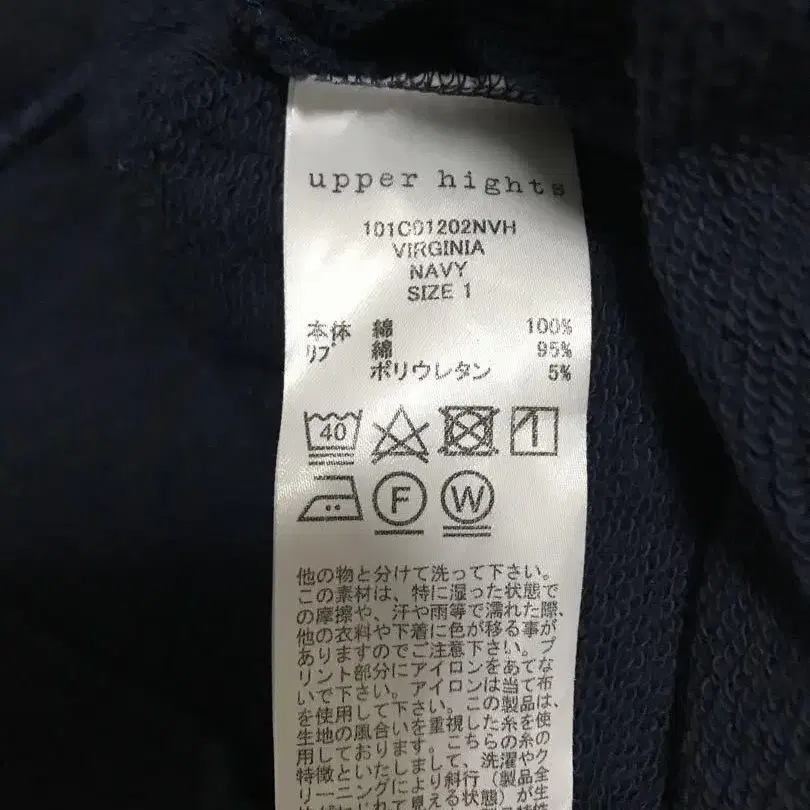 upper hights
101C01202NVH
VIRGINIA
NAVY
SIZE 1
本体 綿 100%
リブ 綿 95%
ポリウレタン 5%
40
F W
他の物と分けて洗って下さい。
この素材は、特に湿った状態で
の摩擦や、汗や雨等で濡れた際、
他の衣料や下着に色が移る事が
ありますのでご注意下さい。プ
リント部分にアイロンをあてな
いで下さい。アイロンは当て布
を使用して下さい。この製品は、
生地の風合いを重視した糸を使
用しております。こちらの糸の
特徴といたしまして、洗濯やク
リーニングにより斜行（製品全
見える状態）が生